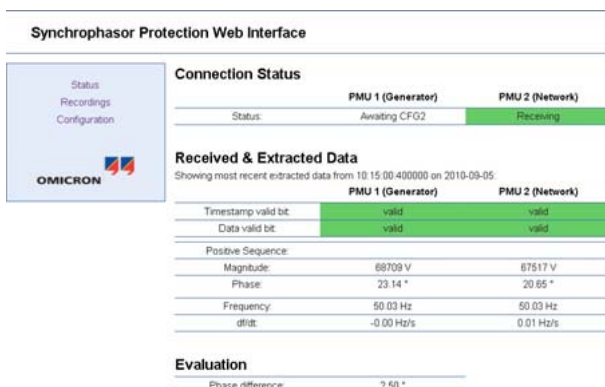 Synchrophasor Protection Web Interface
Status
Recordings
Configuration
OMICRON
Connection Status
PMU 1 (Generator) PMU 2 (Network)
Status: Awaiting CFG2 Receiving
Received & Extracted Data
Showing most recent extracted data from 10:15:00.400000 on 2010-09-05:
PMU 1 (Generator) PMU 2 (Network)
Timestamp valid bit: valid valid
Data valid bit: valid valid
Positive Sequence:
Magnitude: 68709 V 67517 V
Phase: 23.14 ° 20.65 °
Frequency: 50.03 Hz 50.03 Hz
df/dt: -0.00 Hz/s 0.01 Hz/s
Evaluation
Phase difference: 2.50 °